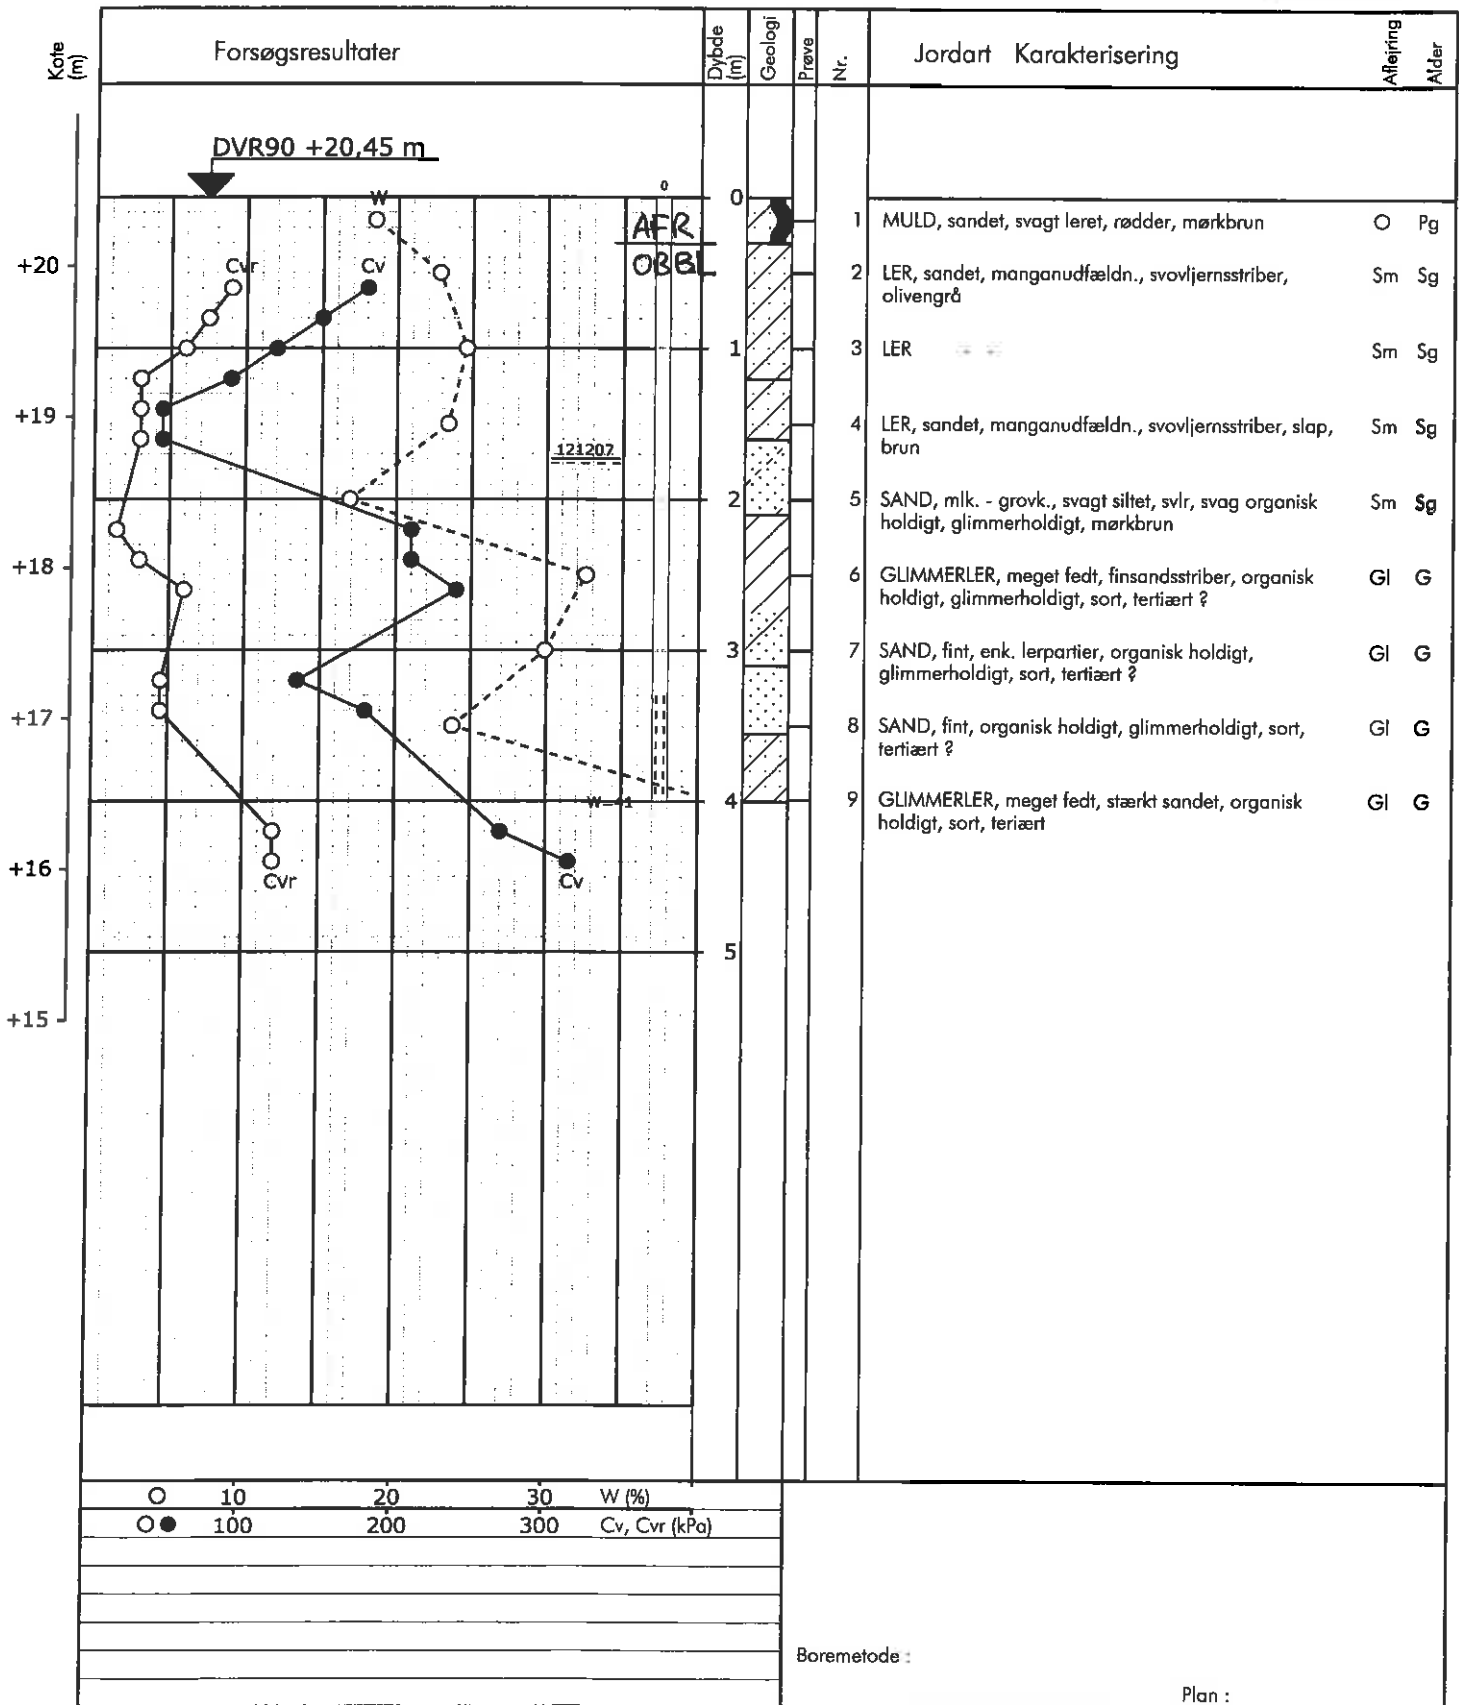 Kote (m)
Forsøgsresultater
Dybde (m)
Geologi
Prøve
Nr.
Jordart Karakterisering
Aflejring
Alder
DVR90 +20,45 m
W
0
0
AFR
1 MULD, sandet, svagt leret, rødder, mørkbrun O Pg
+20
Cvr
Cv
OBBL
2 LER, sandet, manganudfældn., svovljernsstriber, Sm Sg
olivengrå
1
3 LER " " Sm Sg
+19
4 LER, sandet, manganudfældn., svovljernsstriber, slap, Sm Sg
brun
121207
2
5 SAND, mlk. - grovk., svagt siltet, svlr, svag organisk Sm Sg
holdigt, glimmerholdigt, mørkbrun
+18
6 GLIMMERLER, meget fedt, finsandsstriber, organisk Gl G
holdigt, glimmerholdigt, sort, tertiært ?
3
7 SAND, fint, enk. lerpartier, organisk holdigt, Gl G
glimmerholdigt, sort, tertiært ?
+17
8 SAND, fint, organisk holdigt, glimmerholdigt, sort, Gl G
tertiært ?
W=41
4
9 GLIMMERLER, meget fedt, stærkt sandet, organisk Gl G
holdigt, sort, teriært
+16
Cvr
Cv
5
+15
10 20 30 W (%)
100 200 300 Cv, Cvr (kPa)
Boremetode :
Plan :